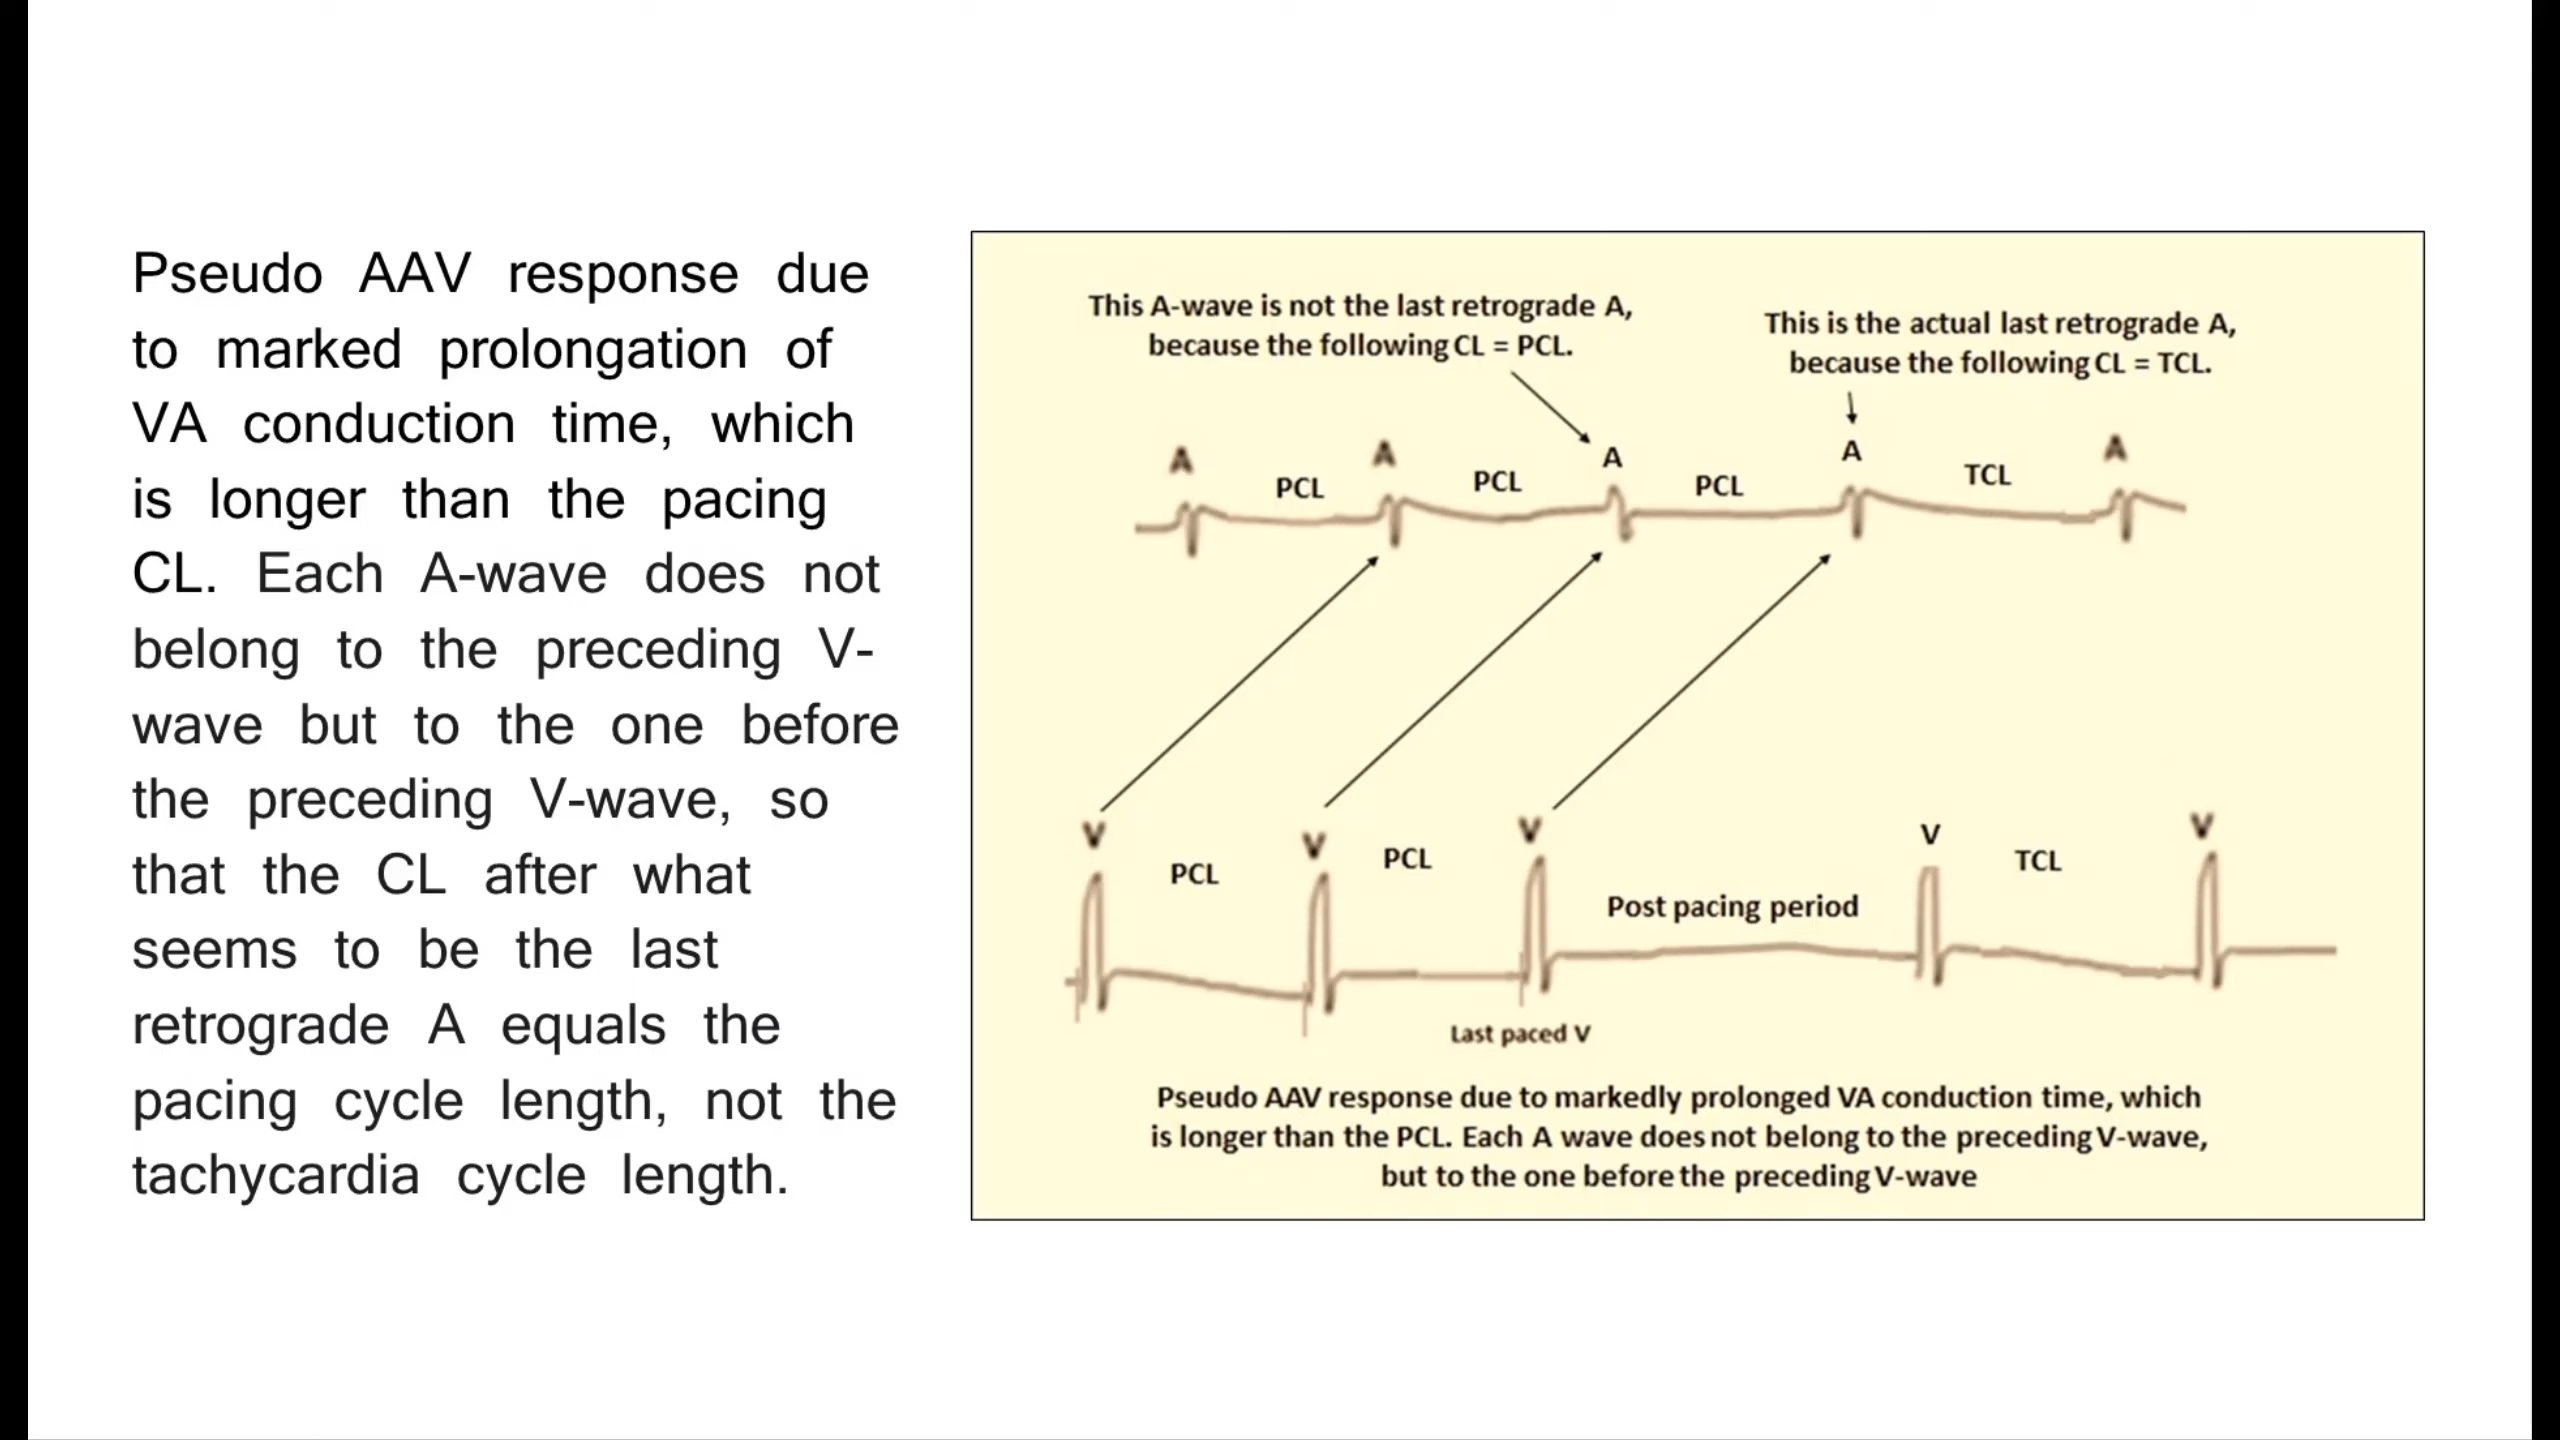 Pseudo AAV response due
to marked prolongation of
VA conduction time, which
is longer than the pacing
CL. Each A-wave does not
belong to the preceding V-
wave but to the one before
the preceding V-wave, so
that the CL after what
seems to be the last
retrograde A equals the
pacing cycle length, not the
tachycardia cycle length.
This A-wave is not the last retrograde A,
because the following CL = PCL.
This is the actual last retrograde A,
because the following CL = TCL.
A A A A A
PCL PCL PCL TCL
V V V V V
PCL PCL TCL
Post pacing period
Last paced V
Pseudo AAV response due to markedly prolonged VA conduction time, which
is longer than the PCL. Each A wave does not belong to the preceding V-wave,
but to the one before the preceding V-wave